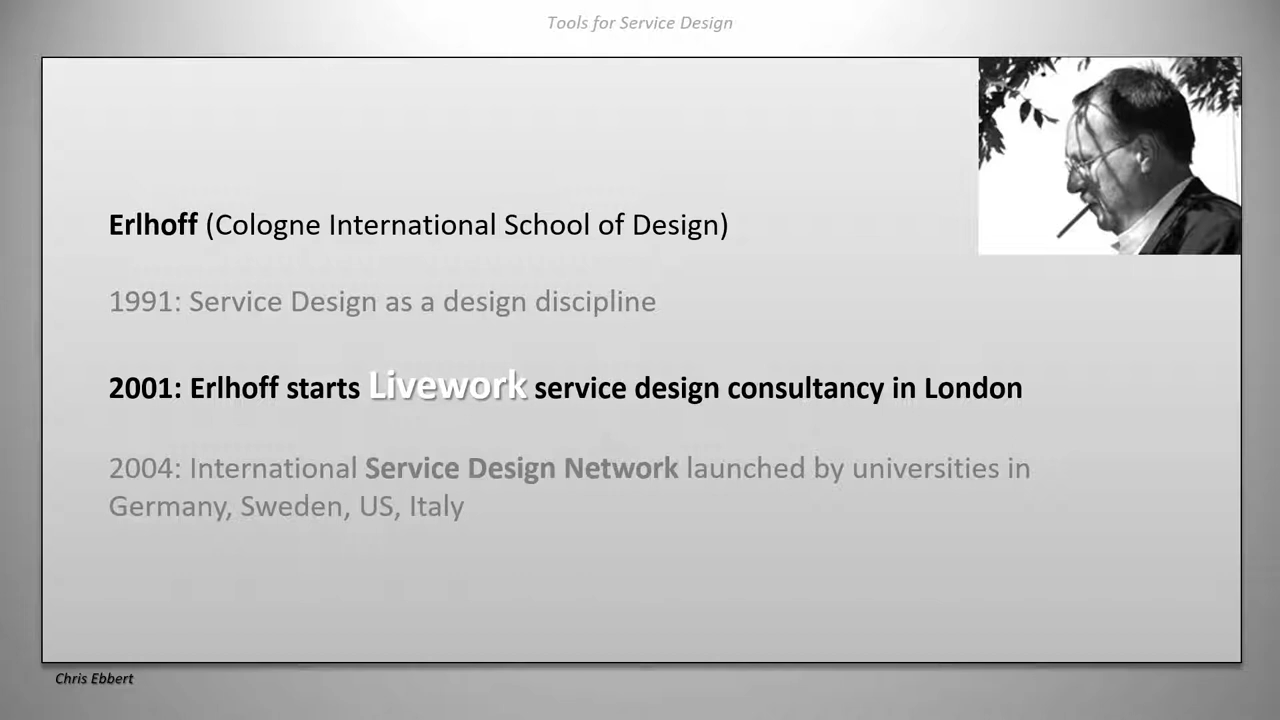 Tools for Service Design
Erlhoff (Cologne International School of Design)
1991: Service Design as a design discipline
2001: Erlhoff starts Livework service design consultancy in London
2004: International Service Design Network launched by universities in
Germany, Sweden, US, Italy
Chris Ebbert